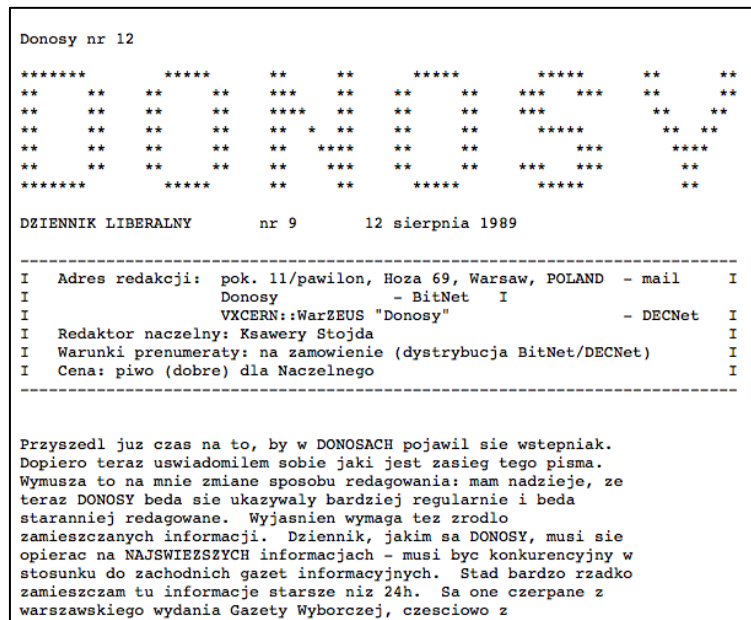 Donosy nr 12
DONOSY
DZIENNIK LIBERALNY nr 9 12 sierpnia 1989
I Adres redakcji: pok. 11/pawilon, Hoza 69, Warsaw, POLAND - mail I
I Donosy - BitNet I
I VXCERN::WarZEUS "Donosy" - DECNet I
I Redaktor naczelny: Ksawery Stojda I
I Warunki prenumeraty: na zamowienie (dystrybucja BitNet/DECNet) I
I Cena: piwo (dobre) dla Naczelnego I
Przyszedl juz czas na to, by w DONOSACH pojawil sie wstepniak.
Dopiero teraz uswiadomilem sobie jaki jest zasieg tego pisma.
Wymusza to na mnie zmiane sposobu redagowania: mam nadzieje, ze
teraz DONOSY beda sie ukazywaly bardziej regularnie i beda
staranniej redagowane. Wyjasnien wymaga tez zrodlo
zamieszczanych informacji. Dziennik, jakim sa DONOSY, musi sie
opierac na NAJSWIEZSZYCH informacjach - musi byc konkurencyjny w
stosunku do zachodnich gazet informacyjnych. Stad bardzo rzadko
zamieszczam tu informacje starsze niz 24h. Sa one czerpane z
warszawskiego wydania Gazety Wyborczej, czesciowo z